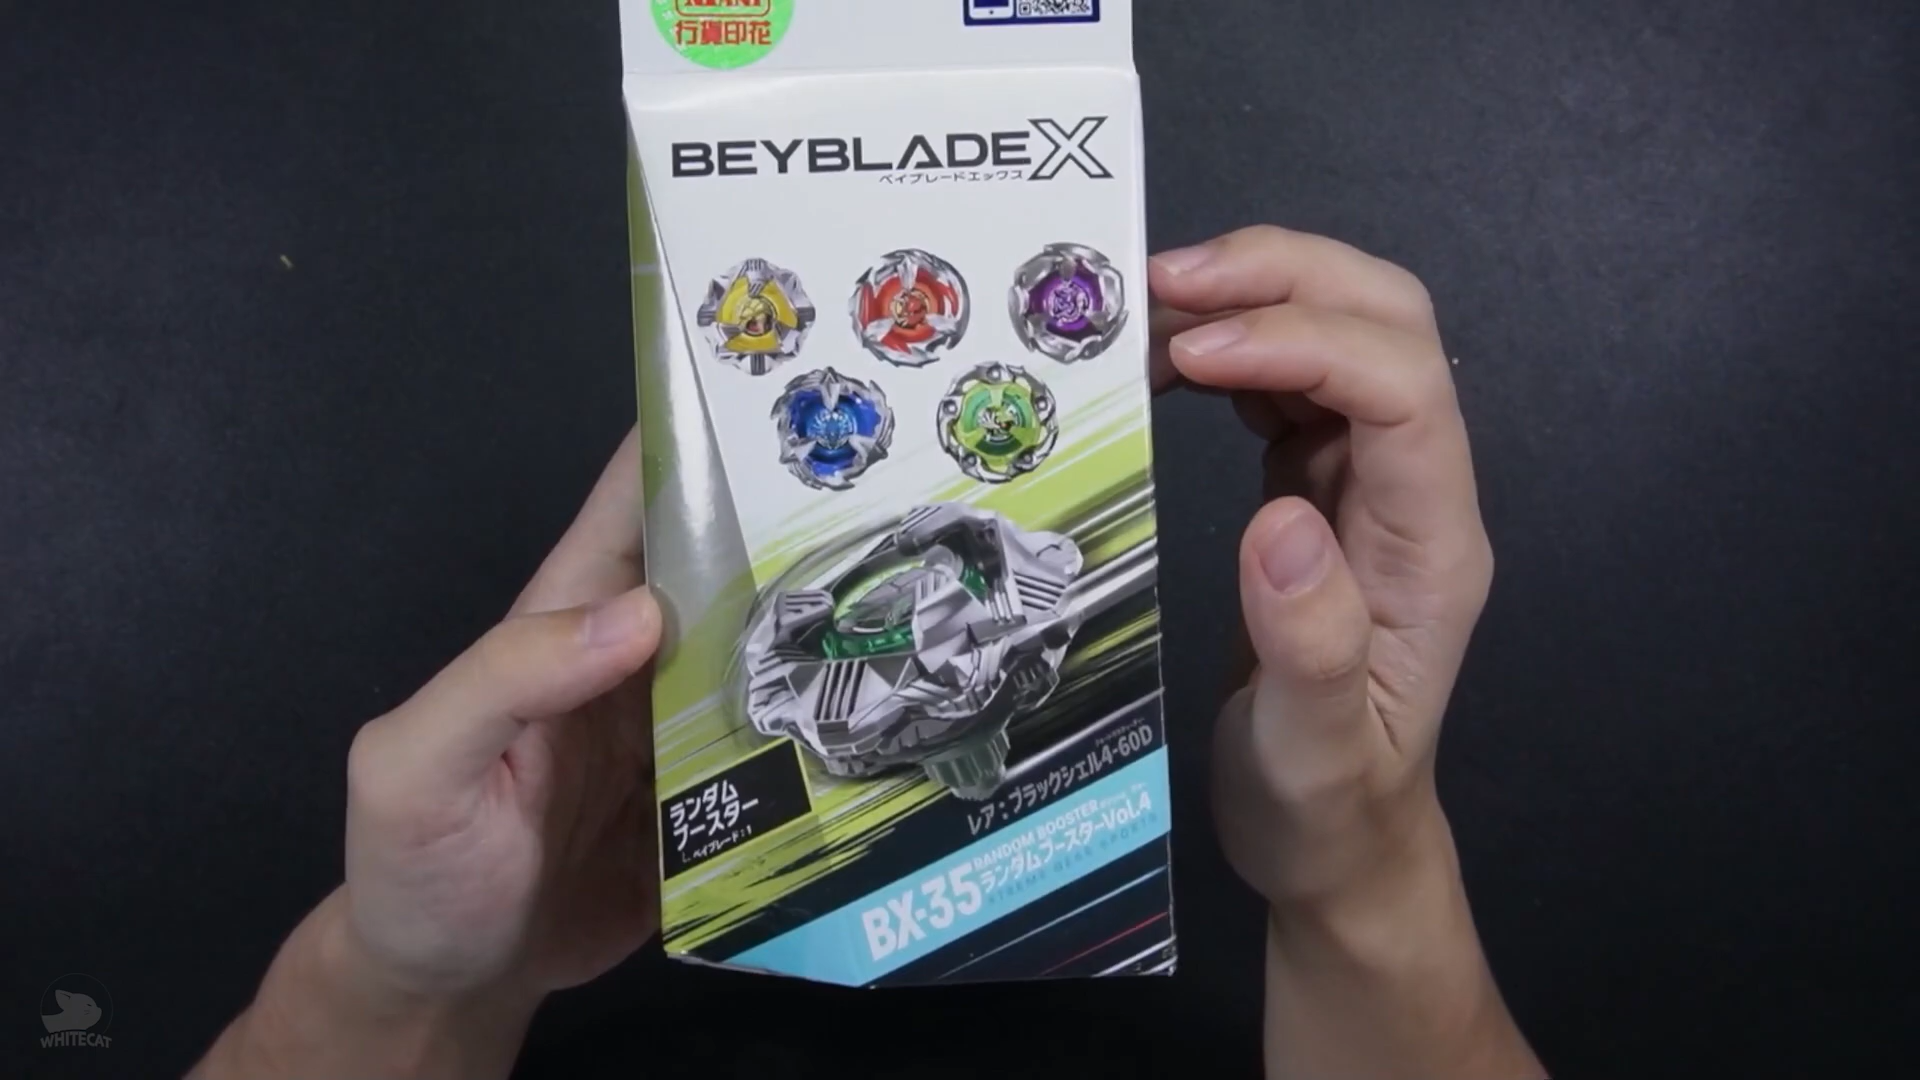 行貨印花
BEYBLADE X
ベイブレードエックス
ランダム
ブースター
ベイブレード:1
レア:ブラックシェル4-60D
RANDOM BOOSTER
BX-35
ランダムブースターVol.4
XTREME GEAR SPORTS
WHITECAT